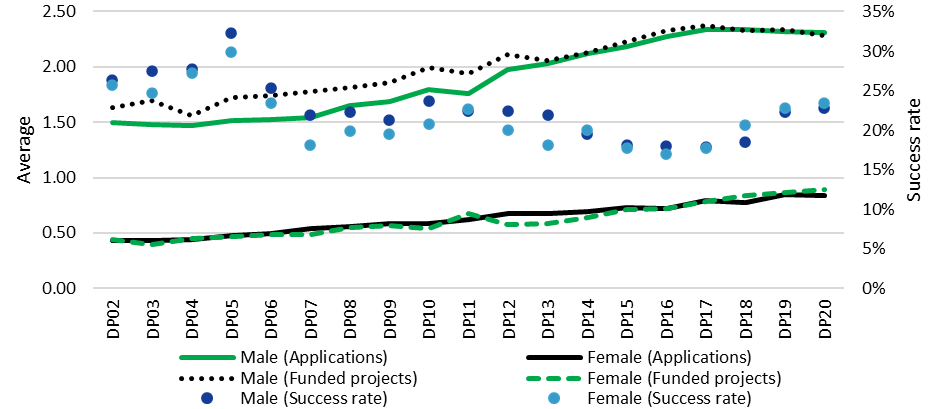 2.50 35%
2.00 30%
25%
1.50 20%
15%
1.00 10%
0.50 5%
0.00 0%
Average
Success rate
DP02 DP03 DP04 DP05 DP06 DP07 DP08 DP09 DP10 DP11 DP12 DP13 DP14 DP15 DP16 DP17 DP18 DP19 DP20
Male (Applications) Female (Applications)
Male (Funded projects) Female (Funded projects)
Male (Success rate) Female (Success rate)